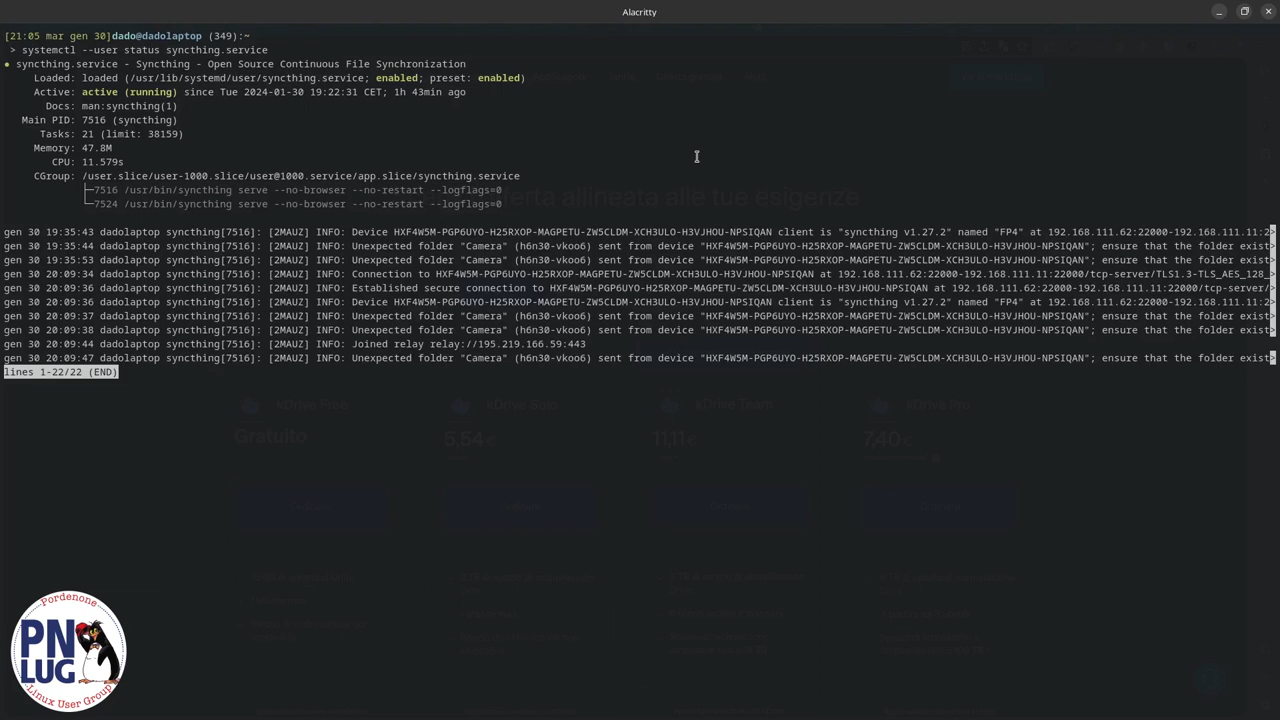 Alacritty
[21:05 mar gen 30]dado@dadolaptop (349):~
> systemctl --user status syncthing.service
● syncthing.service - Syncthing - Open Source Continuous File Synchronization
Loaded: loaded (/usr/lib/systemd/user/syncthing.service; enabled; preset: enabled)
Active: active (running) since Tue 2024-01-30 19:22:31 CET; 1h 43min ago
Docs: man:syncthing(1)
Main PID: 7516 (syncthing)
Tasks: 21 (limit: 38159)
Memory: 47.8M
CPU: 11.579s
CGroup: /user.slice/user-1000.slice/user@1000.service/app.slice/syncthing.service
├─7516 /usr/bin/syncthing serve --no-browser --no-restart --logflags=0
└─7524 /usr/bin/syncthing serve --no-browser --no-restart --logflags=0
erta allineata alle tue esigenze
gen 30 19:35:43 dadolaptop syncthing[7516]: [2MAUZ] INFO: Device HXF4W5M-PGP6UYO-H25RXOP-MAGPETU-ZW5CLDM-XCH3ULO-H3VJHOU-NPSIQAN client is "syncthing v1.27.2" named "FP4" at 192.168.111.62:22000-192.168.111.11:2>
gen 30 19:35:44 dadolaptop syncthing[7516]: [2MAUZ] INFO: Unexpected folder "Camera" (h6n30-vkoo6) sent from device "HXF4W5M-PGP6UYO-H25RXOP-MAGPETU-ZW5CLDM-XCH3ULO-H3VJHOU-NPSIQAN"; ensure that the folder exist>
gen 30 19:35:53 dadolaptop syncthing[7516]: [2MAUZ] INFO: Unexpected folder "Camera" (h6n30-vkoo6) sent from device "HXF4W5M-PGP6UYO-H25RXOP-MAGPETU-ZW5CLDM-XCH3ULO-H3VJHOU-NPSIQAN"; ensure that the folder exist>
gen 30 20:09:34 dadolaptop syncthing[7516]: [2MAUZ] INFO: Connection to HXF4W5M-PGP6UYO-H25RXOP-MAGPETU-ZW5CLDM-XCH3ULO-H3VJHOU-NPSIQAN at 192.168.111.62:22000-192.168.111.11:22000/tcp-server/TLS1.3-TLS_AES_128_>
gen 30 20:09:36 dadolaptop syncthing[7516]: [2MAUZ] INFO: Established secure connection to HXF4W5M-PGP6UYO-H25RXOP-MAGPETU-ZW5CLDM-XCH3ULO-H3VJHOU-NPSIQAN at 192.168.111.62:22000-192.168.111.11:22000/tcp-server/>
gen 30 20:09:36 dadolaptop syncthing[7516]: [2MAUZ] INFO: Device HXF4W5M-PGP6UYO-H25RXOP-MAGPETU-ZW5CLDM-XCH3ULO-H3VJHOU-NPSIQAN client is "syncthing v1.27.2" named "FP4" at 192.168.111.62:22000-192.168.111.11:2>
gen 30 20:09:37 dadolaptop syncthing[7516]: [2MAUZ] INFO: Unexpected folder "Camera" (h6n30-vkoo6) sent from device "HXF4W5M-PGP6UYO-H25RXOP-MAGPETU-ZW5CLDM-XCH3ULO-H3VJHOU-NPSIQAN"; ensure that the folder exist>
gen 30 20:09:38 dadolaptop syncthing[7516]: [2MAUZ] INFO: Unexpected folder "Camera" (h6n30-vkoo6) sent from device "HXF4W5M-PGP6UYO-H25RXOP-MAGPETU-ZW5CLDM-XCH3ULO-H3VJHOU-NPSIQAN"; ensure that the folder exist>
gen 30 20:09:44 dadolaptop syncthing[7516]: [2MAUZ] INFO: Joined relay relay://195.219.166.59:443
gen 30 20:09:47 dadolaptop syncthing[7516]: [2MAUZ] INFO: Unexpected folder "Camera" (h6n30-vkoo6) sent from device "HXF4W5M-PGP6UYO-H25RXOP-MAGPETU-ZW5CLDM-XCH3ULO-H3VJHOU-NPSIQAN"; ensure that the folder exist>
lines 1-22/22 (END)
kDrive Free kDrive Solo kDrive Team kDrive Pro
Gratuito 5,54 € 11,11 € 7,40 €
Pordenone
PN
LUG
Linux User Group